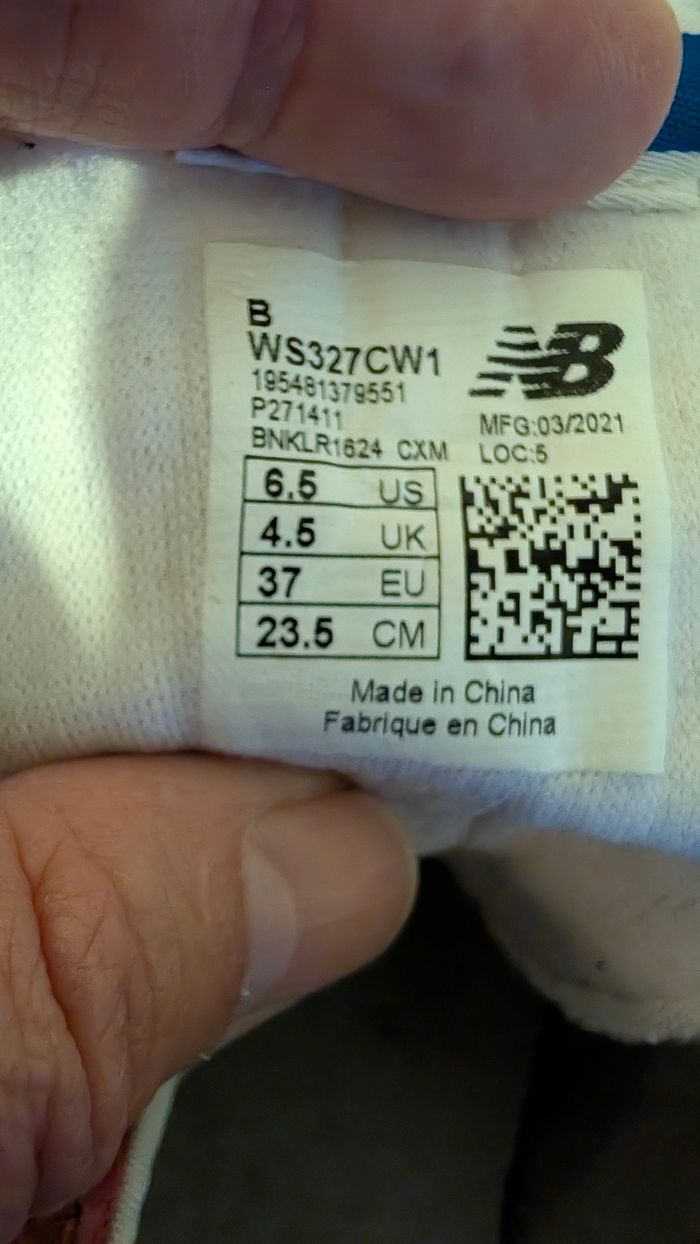 B
WS327CW1
195481379551
P271411
BNKLR1624 CXM
NB
MFG:03/2021
LOC:5
6.5 US
4.5 UK
37 EU
23.5 CM
Made in China
Fabrique en China